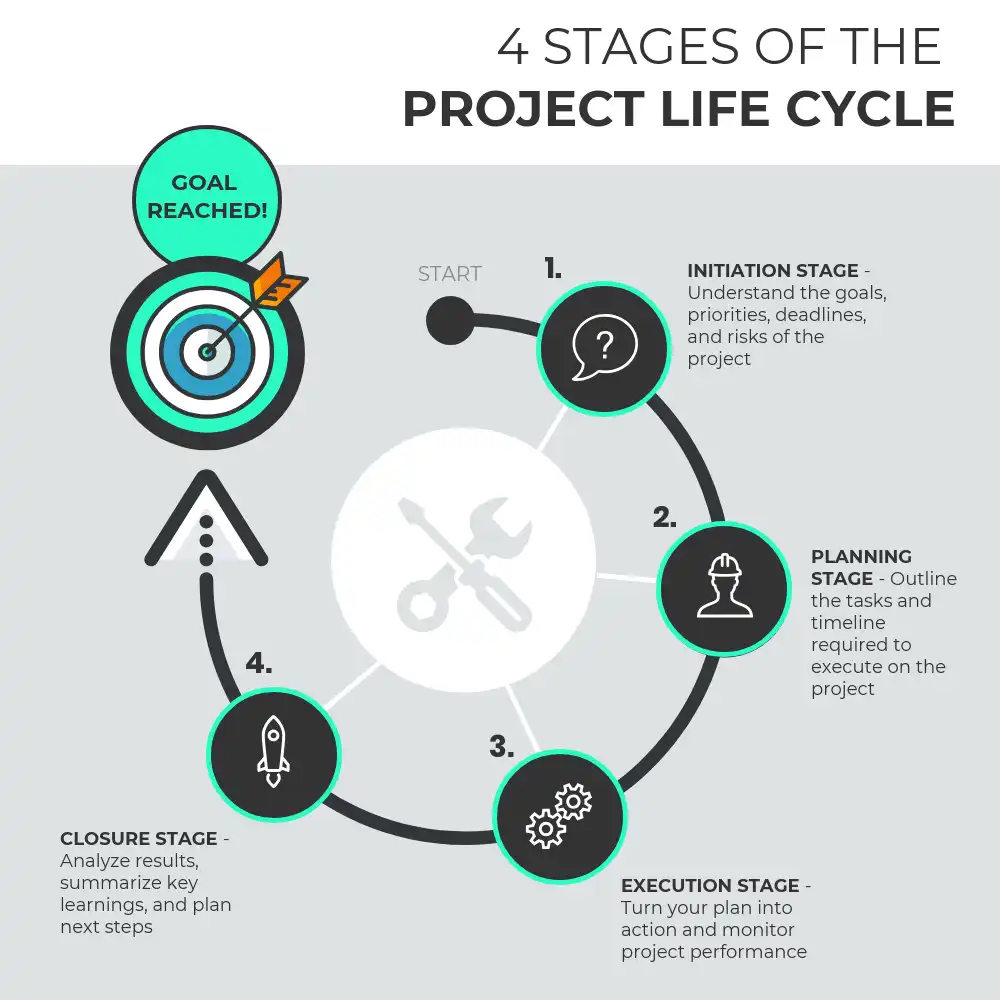 4 STAGES OF THE
PROJECT LIFE CYCLE
GOAL
REACHED!
START
1.
?
INITIATION STAGE -
Understand the goals,
priorities, deadlines,
and risks of the
project
2.
PLANNING
STAGE - Outline
the tasks and
timeline
required to
execute on the
project
3.
EXECUTION STAGE -
Turn your plan into
action and monitor
project performance
4.
CLOSURE STAGE -
Analyze results,
summarize key
learnings, and plan
next steps